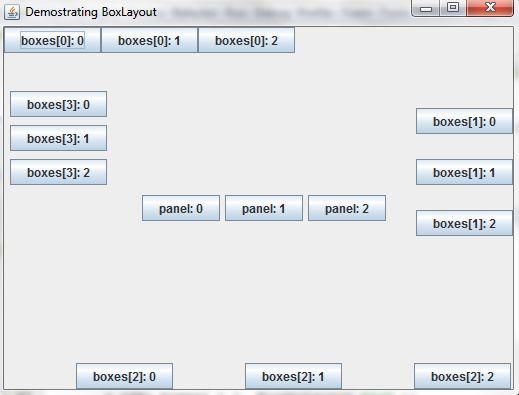 Demostrating BoxLayout
boxes[0]: 0 boxes[0]: 1 boxes[0]: 2
boxes[3]: 0
boxes[1]: 0
boxes[3]: 1
boxes[3]: 2
boxes[1]: 1
panel: 0 panel: 1 panel: 2
boxes[1]: 2
boxes[2]: 0 boxes[2]: 1 boxes[2]: 2